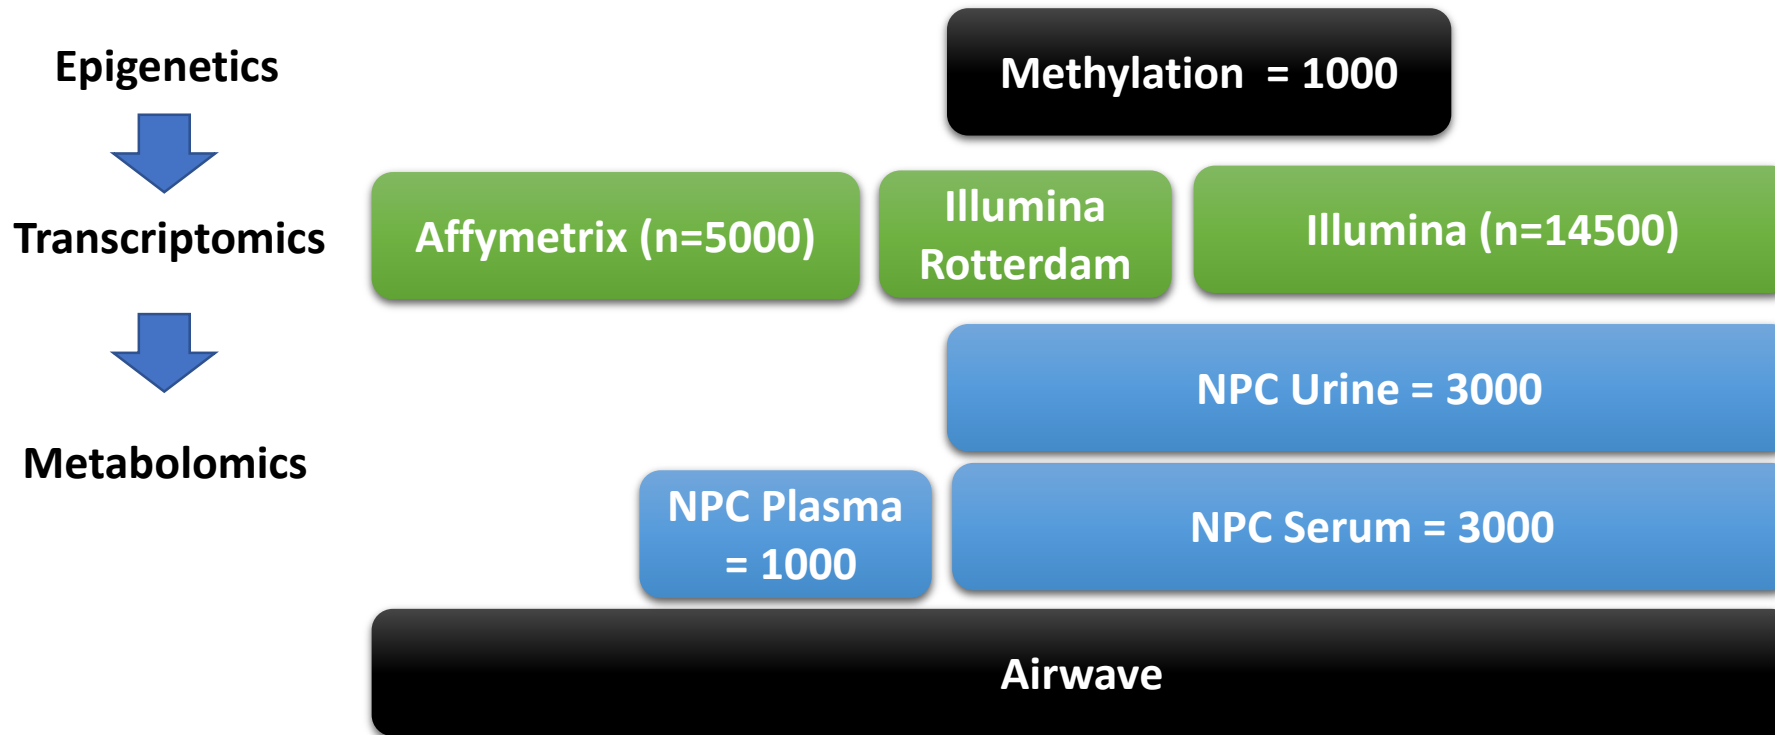 Epigenetics
Methylation = 1000
Transcriptomics
Affymetrix (n=5000)
Illumina
Rotterdam
Illumina (n=14500)
NPC Urine = 3000
Metabolomics
NPC Plasma
= 1000
NPC Serum = 3000
Airwave